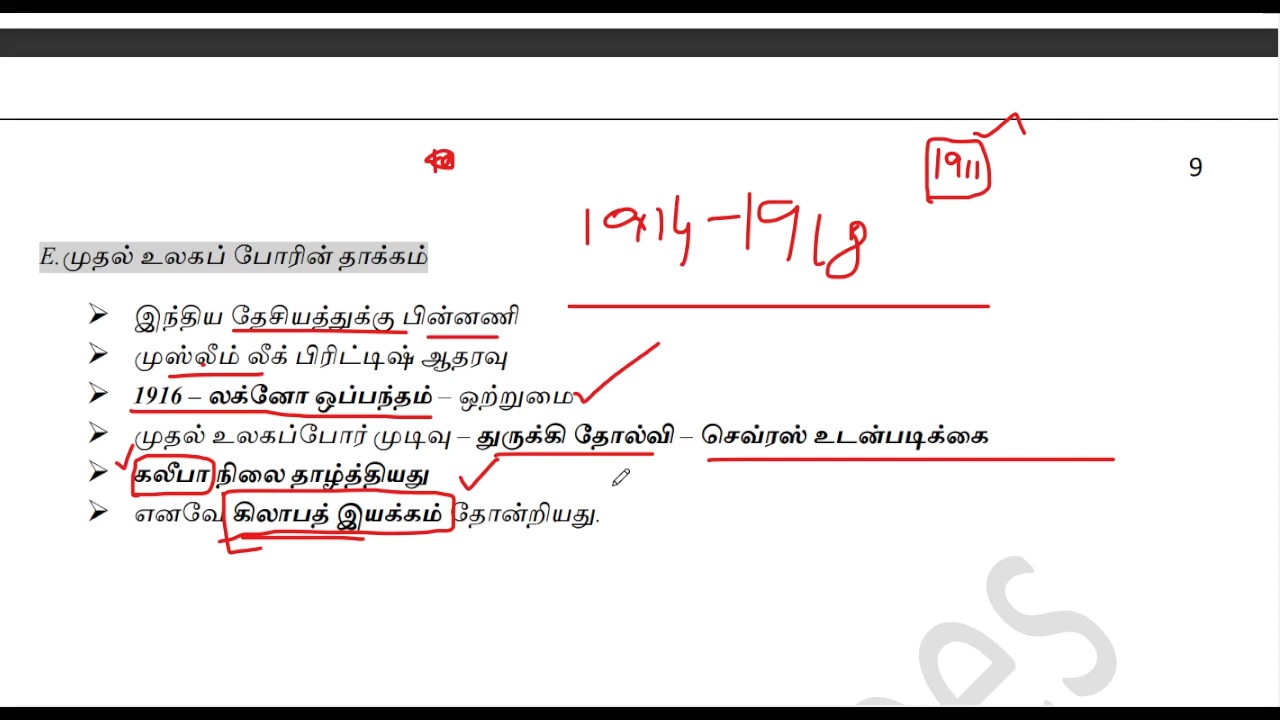 1911
9
1914-1918
E.முதல் உலகப் போரின் தாக்கம்
➢ இந்திய தேசியத்துக்கு பின்னணி
➢ முஸ்லீம் லீக் பிரிட்டிஷ் ஆதரவு
➢ 1916 – லக்னோ ஒப்பந்தம் – ஒற்றுமை
➢ முதல் உலகப்போர் முடிவு – துருக்கி தோல்வி – செவ்ரஸ் உடன்படிக்கை
➢ கலீபா நிலை தாழ்த்தியது
➢ எனவே கிலாபத் இயக்கம் தோன்றியது.